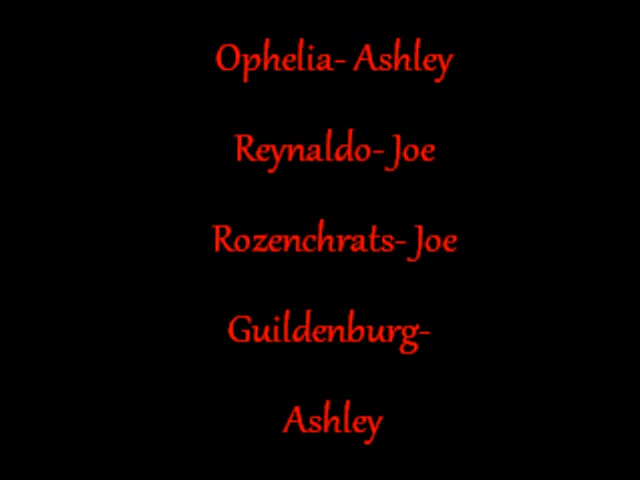 Ophelia- Ashley
Reynaldo- Joe
Rozenchrats- Joe
Guildenburg-
Ashley